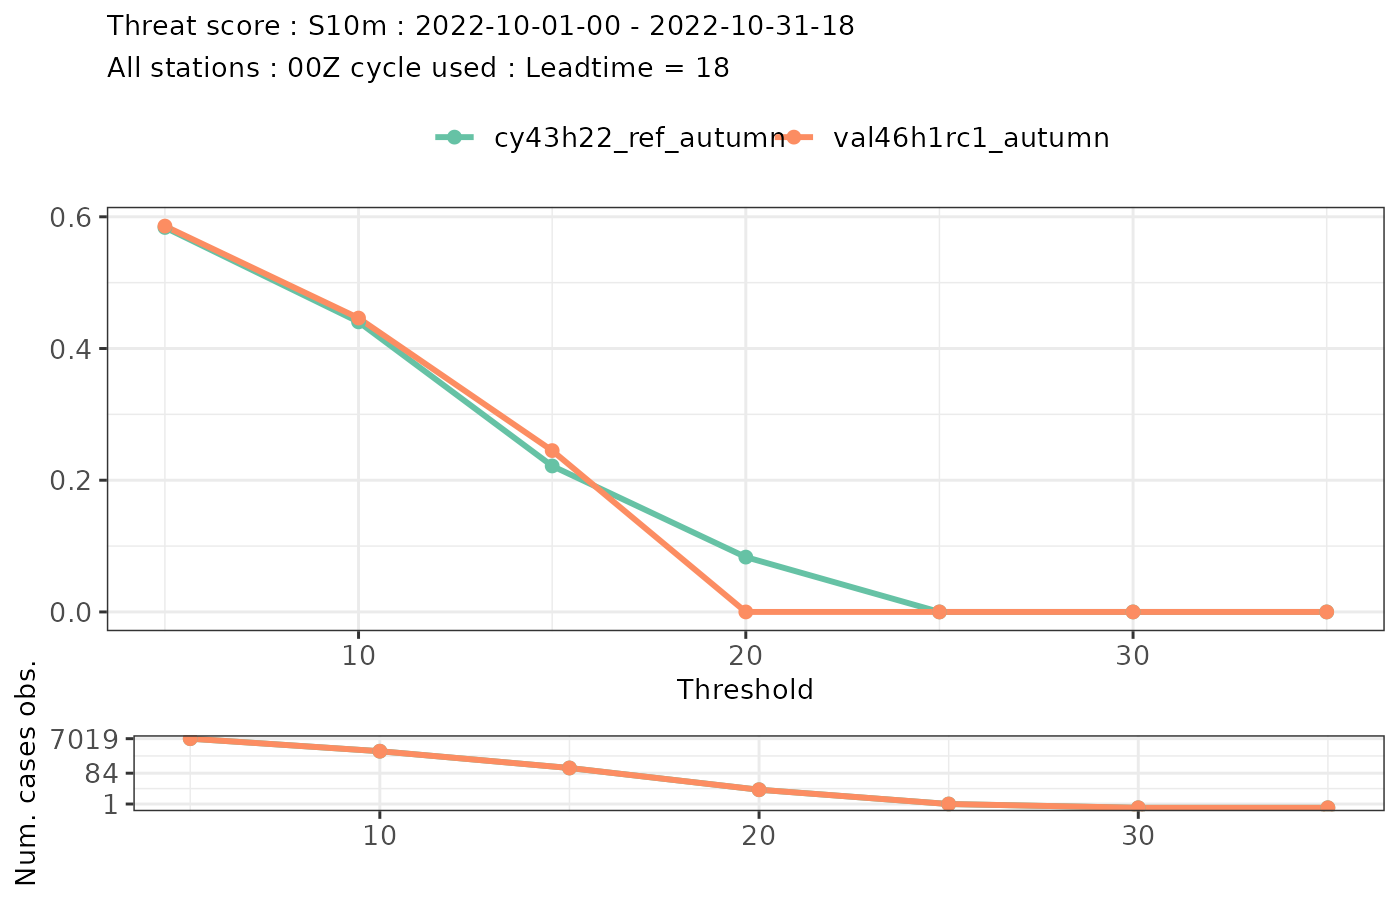 Threat score : S10m : 2022-10-01-00 - 2022-10-31-18
All stations : 00Z cycle used : Leadtime = 18
cy43h22_ref_autumn val46h1rc1_autumn
0.6
0.4
0.2
0.0
10 20 30
Threshold
Num. cases obs.
7019
84
1
10 20 30